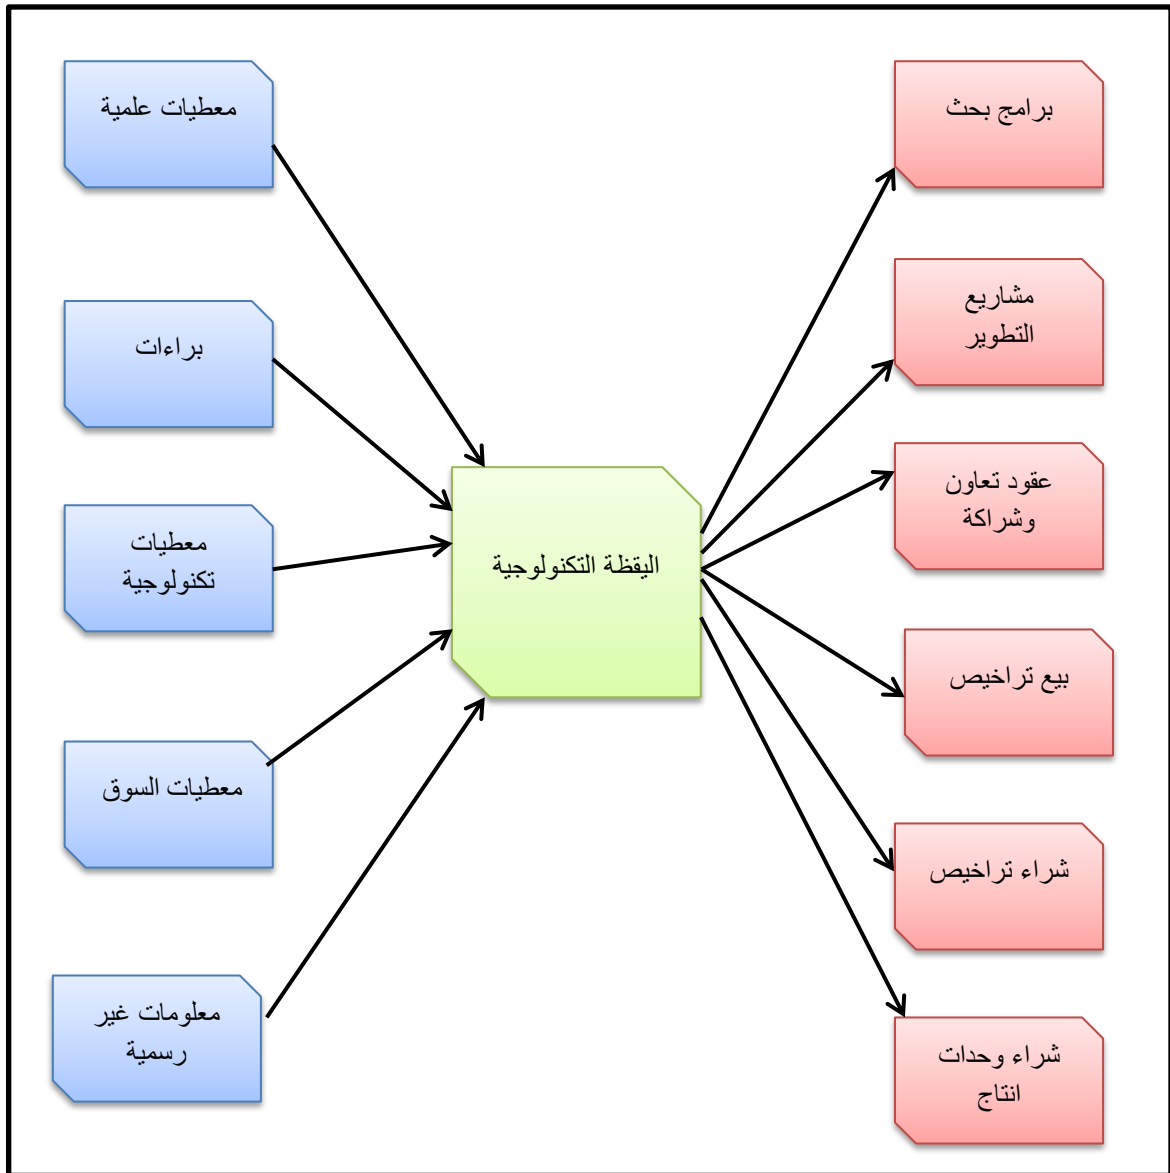 معطيات علمية
براءات
معطيات
تكنولوجية
معطيات السوق
معلومات غير
رسمية
اليقظة التكنولوجية
برامج بحث
مشاريع
التطوير
عقود تعاون
وشراكة
بيع تراخيص
شراء تراخيص
شراء وحدات
انتاج